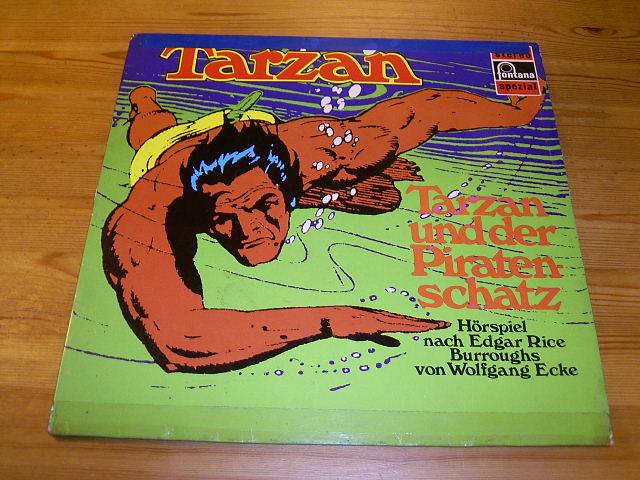 Tarzan
stereo
fontana
spezial
Tarzan
und der
Piraten-
schatz
Hörspiel
nach Edgar Rice
Burroughs
von Wolfgang Ecke